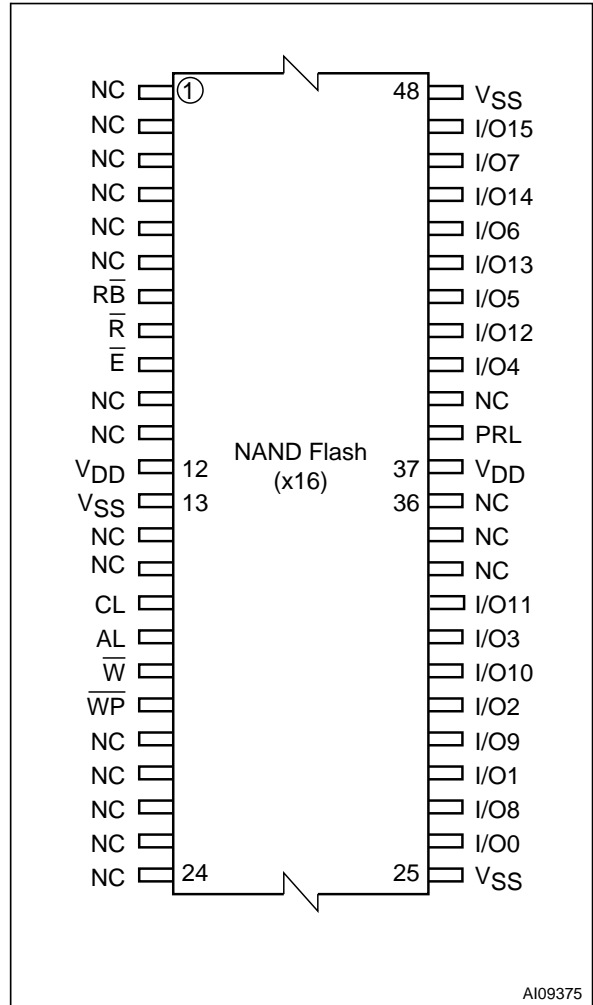 NC 1 48 VSS
NC I/O15
NC I/O7
NC I/O14
NC I/O6
NC I/O13
RB̅ I/O5
R̅ I/O12
E̅ I/O4
NC NC
NC PRL
VDD 12 NAND Flash 37 VDD
(x16)
VSS 13 36 NC
NC NC
NC NC
CL I/O11
AL I/O3
W̅ I/O10
W̅P̅ I/O2
NC I/O9
NC I/O1
NC I/O8
NC I/O0
NC 24 25 VSS
AI09375